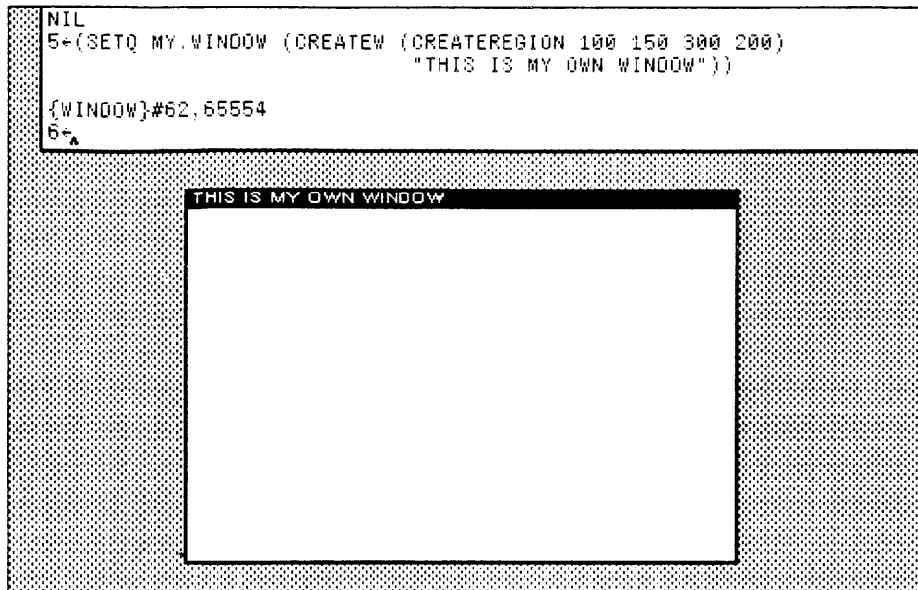 NIL
5←(SETQ MY.WINDOW (CREATEW (CREATEREGION 100 150 300 200)
"THIS IS MY OWN WINDOW"))
{WINDOW}#62,65554
6←
THIS IS MY OWN WINDOW